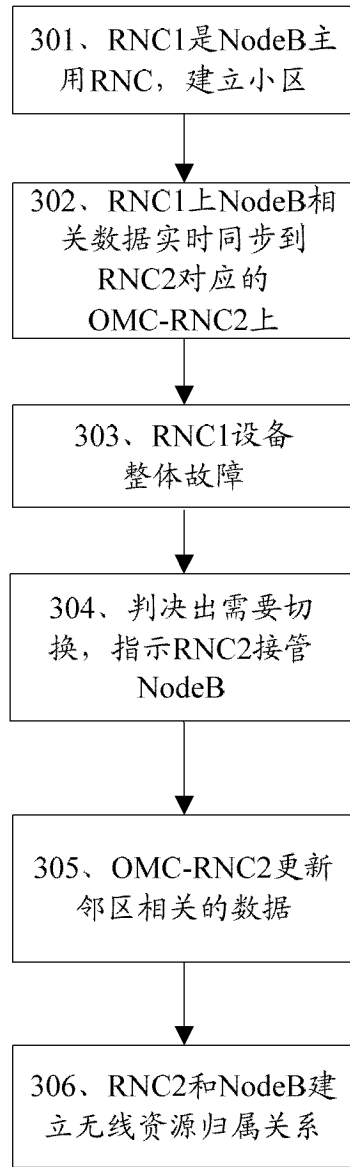 301、RNC1是NodeB主
用RNC，建立小区
302、RNC1上NodeB相
关数据实时同步到
RNC2对应的
OMC-RNC2上
303、RNC1设备
整体故障
304、判决出需要切
换，指示RNC2接管
NodeB
305、OMC-RNC2更新
邻区相关的数据
306、RNC2和NodeB建
立无线资源归属关系